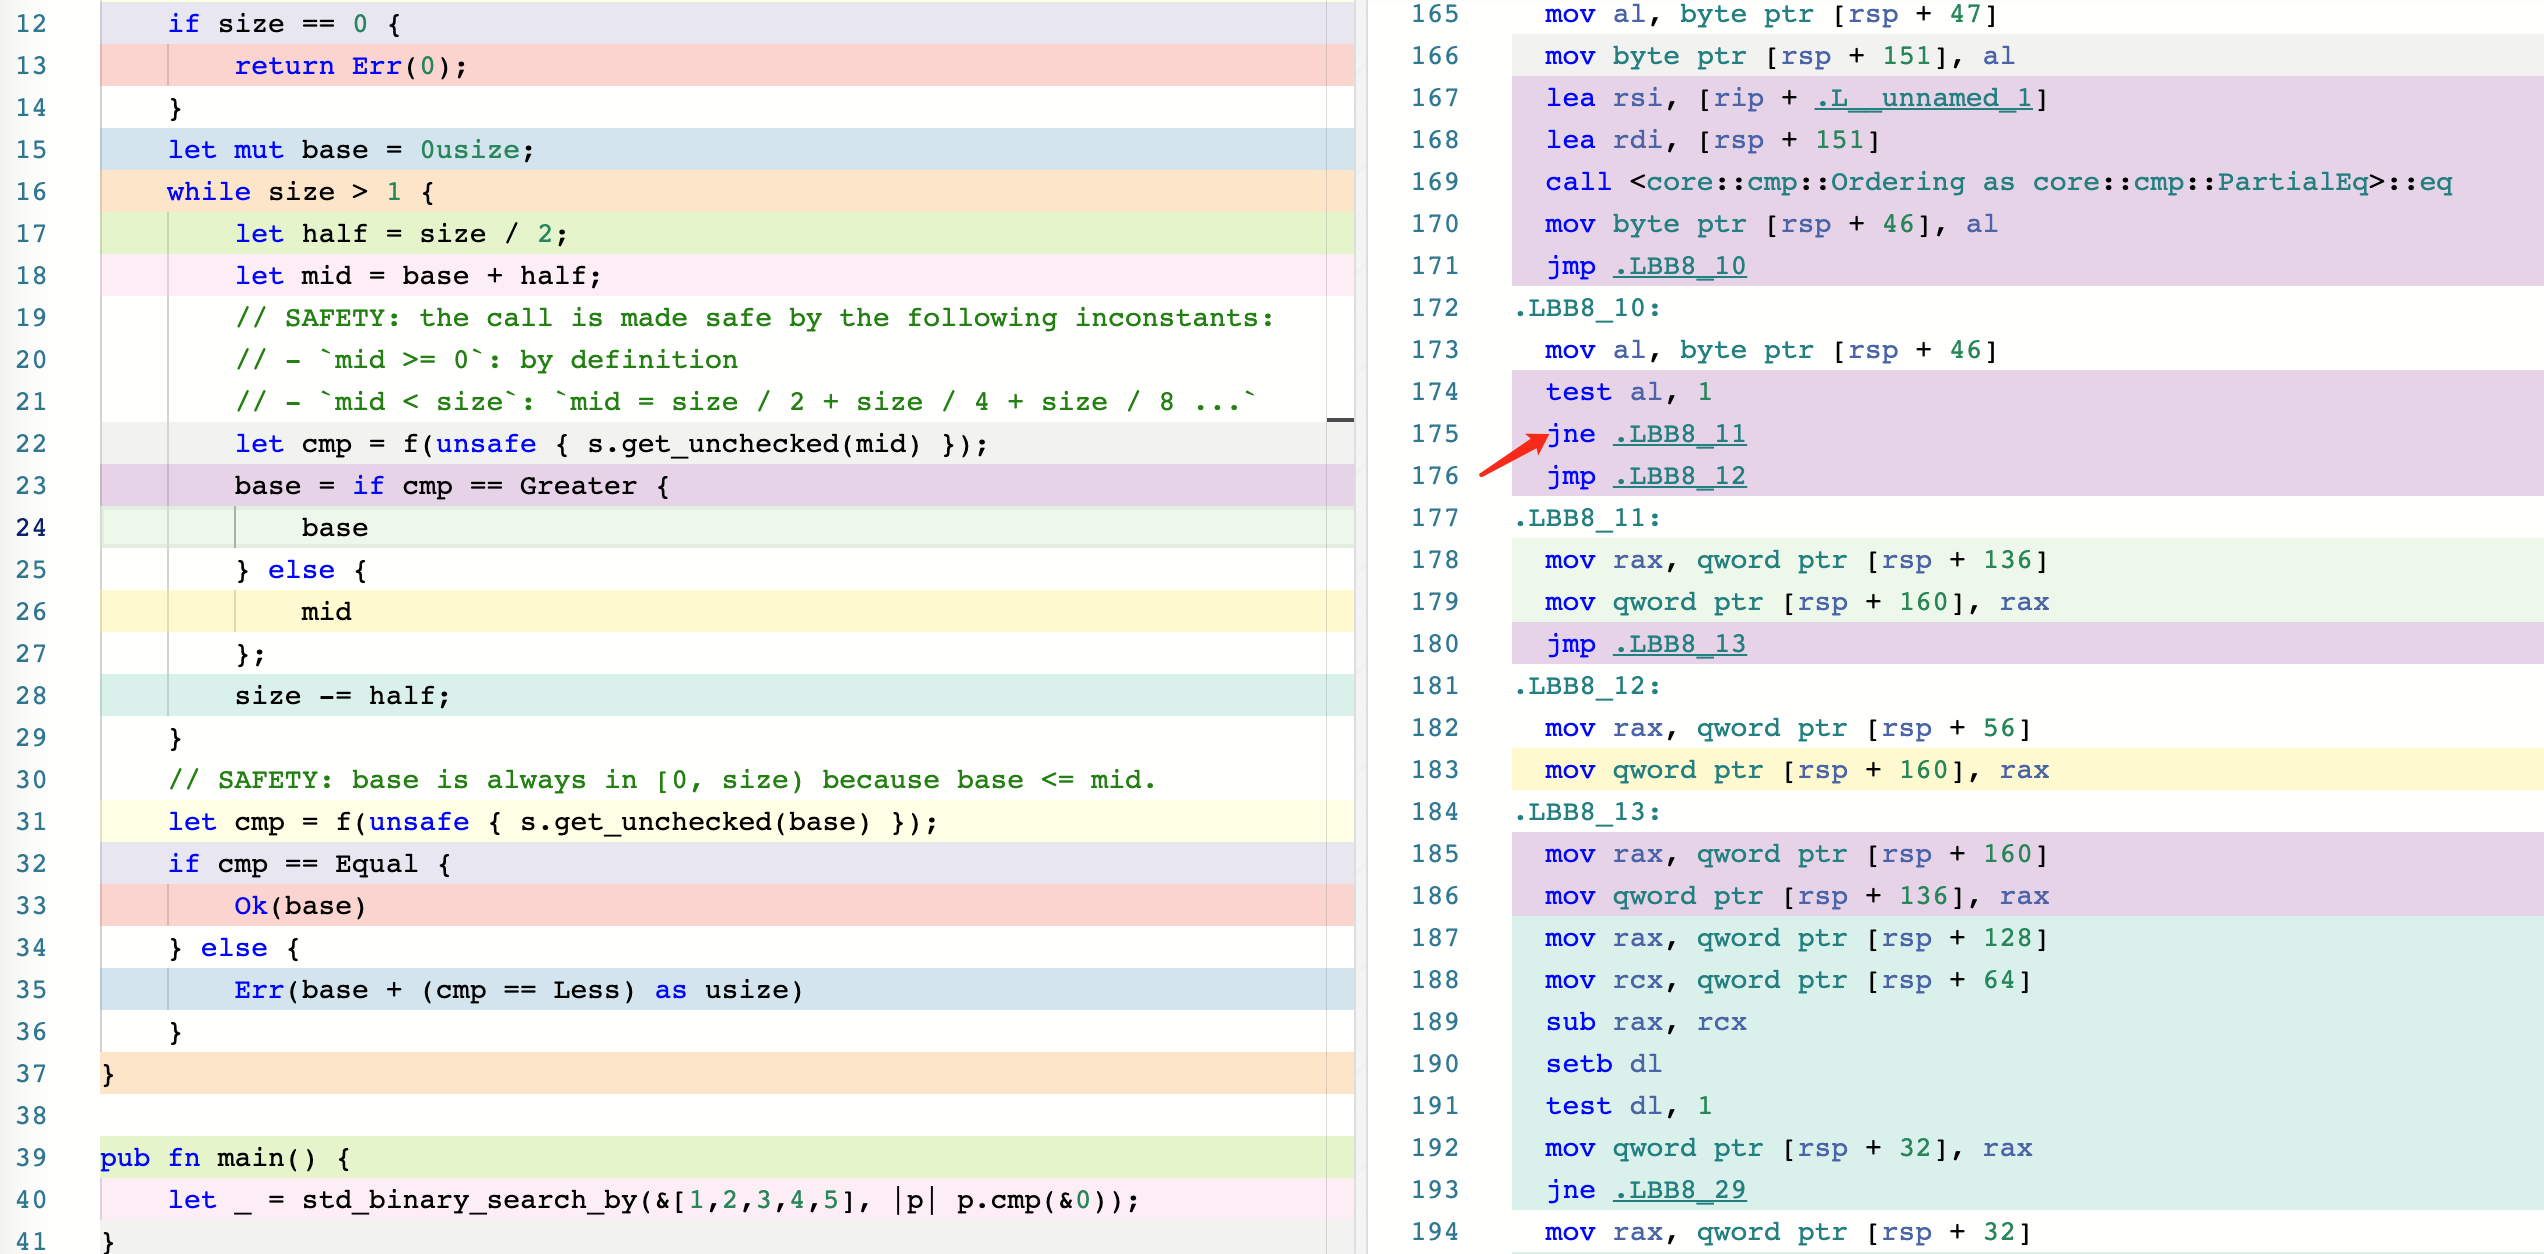 12 if size == 0 {
13 return Err(0);
14 }
15 let mut base = 0usize;
16 while size > 1 {
17 let half = size / 2;
18 let mid = base + half;
19 // SAFETY: the call is made safe by the following inconstants:
20 // - `mid >= 0`: by definition
21 // - `mid < size`: `mid = size / 2 + size / 4 + size / 8 ...`
22 let cmp = f(unsafe { s.get_unchecked(mid) });
23 base = if cmp == Greater {
24 base
25 } else {
26 mid
27 };
28 size -= half;
29 }
30 // SAFETY: base is always in [0, size) because base <= mid.
31 let cmp = f(unsafe { s.get_unchecked(base) });
32 if cmp == Equal {
33 Ok(base)
34 } else {
35 Err(base + (cmp == Less) as usize)
36 }
37 }
38
39 pub fn main() {
40 let _ = std_binary_search_by(&[1,2,3,4,5], |p| p.cmp(&0));
41 }
165 mov al, byte ptr [rsp + 47]
166 mov byte ptr [rsp + 151], al
167 lea rsi, [rip + .L__unnamed_1]
168 lea rdi, [rsp + 151]
169 call <core::cmp::Ordering as core::cmp::PartialEq>::eq
170 mov byte ptr [rsp + 46], al
171 jmp .LBB8_10
172 .LBB8_10:
173 mov al, byte ptr [rsp + 46]
174 test al, 1
175 jne .LBB8_11
176 jmp .LBB8_12
177 .LBB8_11:
178 mov rax, qword ptr [rsp + 136]
179 mov qword ptr [rsp + 160], rax
180 jmp .LBB8_13
181 .LBB8_12:
182 mov rax, qword ptr [rsp + 56]
183 mov qword ptr [rsp + 160], rax
184 .LBB8_13:
185 mov rax, qword ptr [rsp + 160]
186 mov qword ptr [rsp + 136], rax
187 mov rax, qword ptr [rsp + 128]
188 mov rcx, qword ptr [rsp + 64]
189 sub rax, rcx
190 setb dl
191 test dl, 1
192 mov qword ptr [rsp + 32], rax
193 jne .LBB8_29
194 mov rax, qword ptr [rsp + 32]